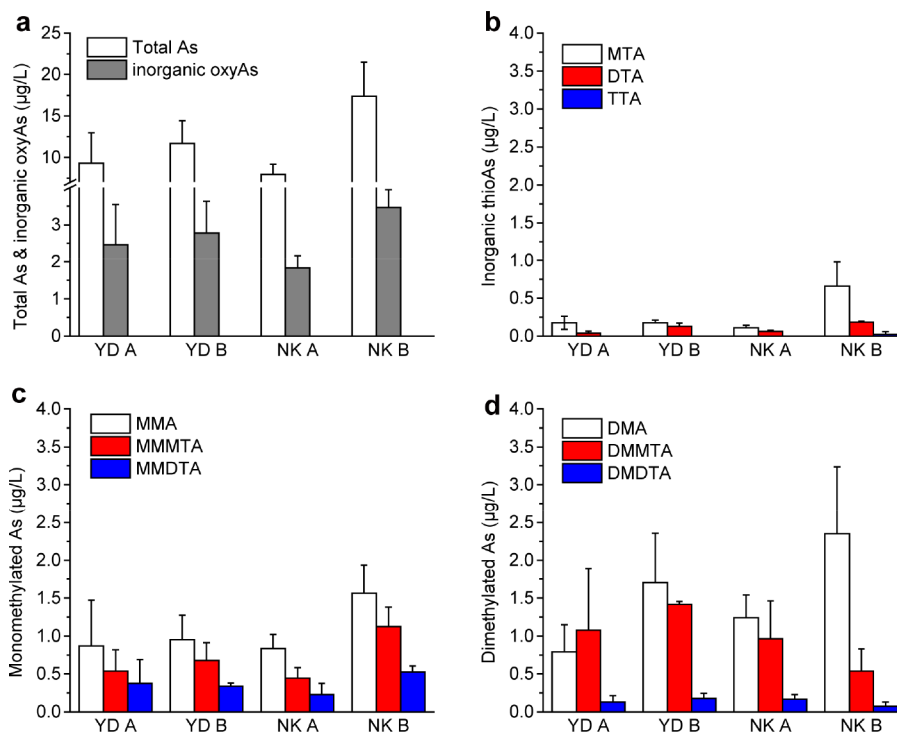 a
Total As
inorganic oxyAs
Total As & inorganic oxyAs (μg/L)
25
20
15
10
3
2
1
0
YD A YD B NK A NK B
b
MTA
DTA
TTA
Inorganic thioAs (μg/L)
4.0
3.5
3.0
2.5
2.0
1.5
1.0
0.5
0.0
YD A YD B NK A NK B
c
MMA
MMMTA
MMDTA
Monomethylated As (μg/L)
4.0
3.5
3.0
2.5
2.0
1.5
1.0
0.5
0.0
YD A YD B NK A NK B
d
DMA
DMMTA
DMDTA
Dimethylated As (μg/L)
4.0
3.5
3.0
2.5
2.0
1.5
1.0
0.5
0.0
YD A YD B NK A NK B